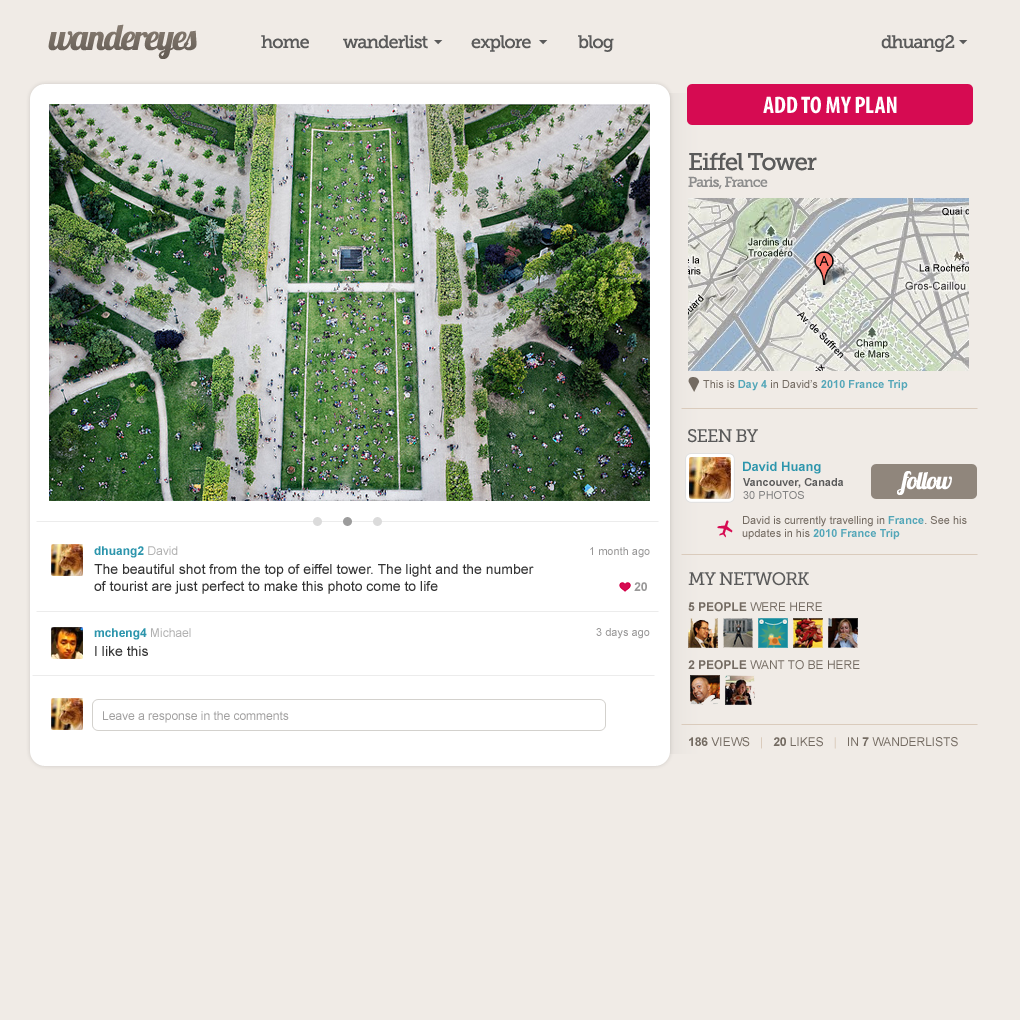 wandereyes
home
wanderlist
explore
blog
dhuang2
ADD TO MY PLAN
Eiffel Tower
Paris, France
Quai d
Jardins du
Trocadéro
A
La Rochefo
Gros-Caillou
Av. de Suffren
Champ
de Mars
This is Day 4 in David's 2010 France Trip
SEEN BY
David Huang
Vancouver, Canada
30 PHOTOS
follow
David is currently travelling in France. See his
updates in his 2010 France Trip
MY NETWORK
5 PEOPLE WERE HERE
2 PEOPLE WANT TO BE HERE
186 VIEWS
20 LIKES
IN 7 WANDERLISTS
dhuang2 David
1 month ago
The beautiful shot from the top of eiffel tower. The light and the number
of tourist are just perfect to make this photo come to life
20
mcheng4 Michael
3 days ago
I like this
Leave a response in the comments